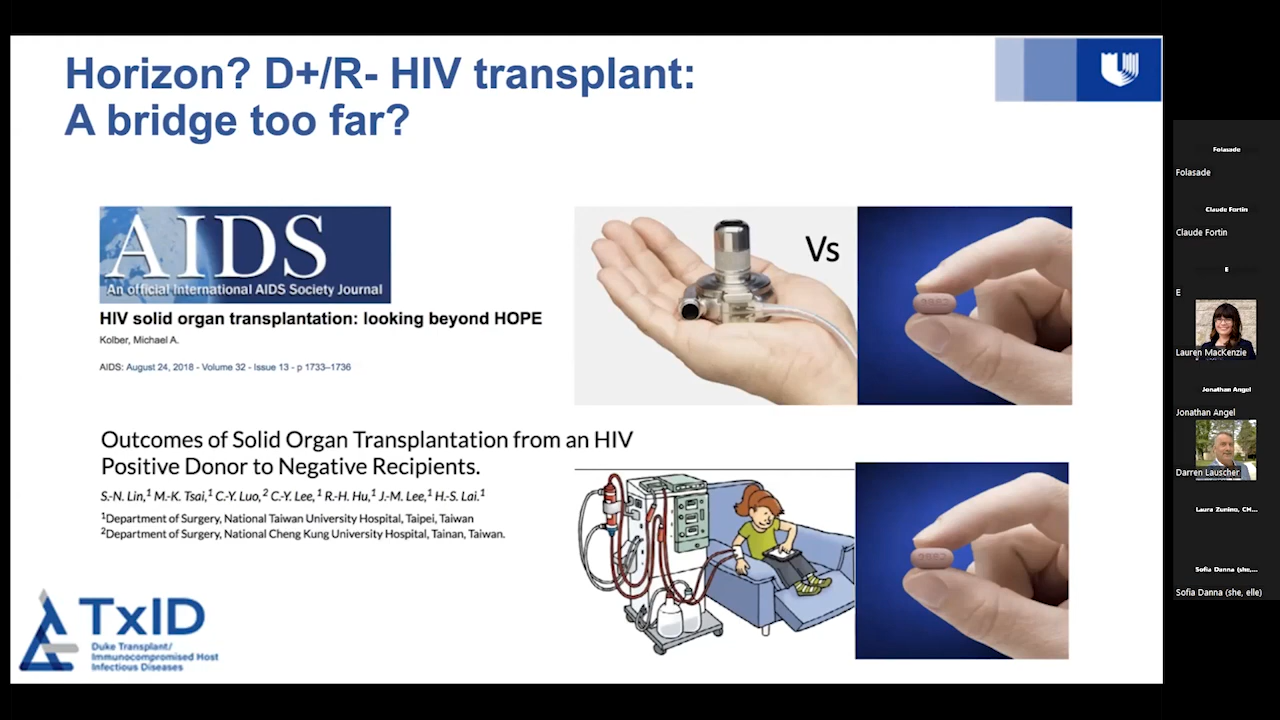 Horizon? D+/R- HIV transplant:
A bridge too far?
AIDS
An official International AIDS Society Journal
HIV solid organ transplantation: looking beyond HOPE
Kolber, Michael A.
AIDS: August 24, 2018 - Volume 32 - Issue 13 - p 1733–1736
Vs
2982
Outcomes of Solid Organ Transplantation from an HIV
Positive Donor to Negative Recipients.
S.-N. Lin,1 M.-K. Tsai,1 C.-Y. Luo,2 C.-Y. Lee,1 R.-H. Hu,1 J.-M. Lee,1 H.-S. Lai.1
1Department of Surgery, National Taiwan University Hospital, Taipei, Taiwan
2Department of Surgery, National Cheng Kung University Hospital, Tainan, Taiwan.
2982
TxID
Duke Transplant/
Immunocompromised Host
Infectious Diseases
Folasade
Folasade
Claude Fortin
Claude Fortin
E
E
Lauren MacKenzie
Jonathan Angel
Jonathan Angel
Darren Lauscher
Laura Zunino, CH...
Sofia Danna (she,...
Sofia Danna (she, elle)